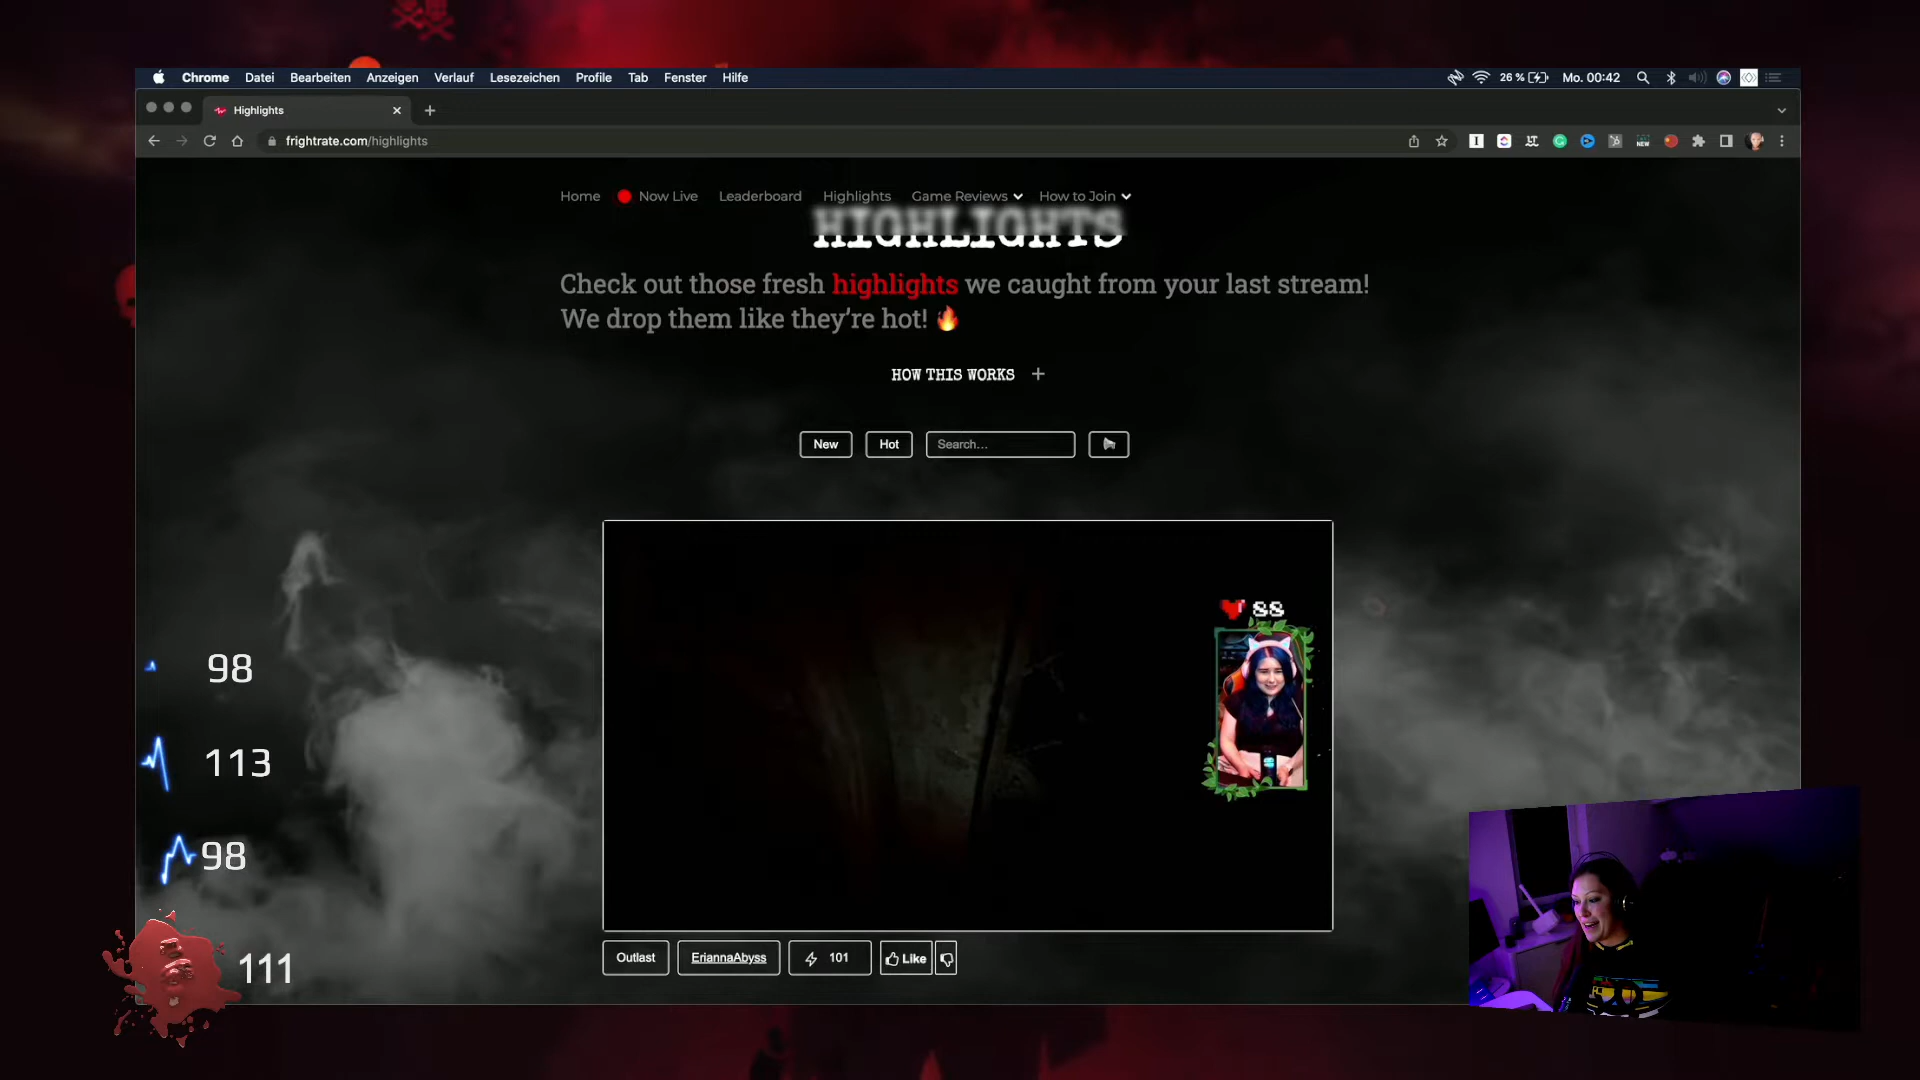 Chrome Datei Bearbeiten Anzeigen Verlauf Lesezeichen Profile Tab Fenster Hilfe 26 % Mo. 00:42
Highlights
frightrate.com/highlights
Home Now Live Leaderboard Highlights Game Reviews How to Join
HIGHLIGHTS
Check out those fresh highlights we caught from your last stream!
We drop them like they're hot! 🔥
HOW THIS WORKS +
New Hot Search...
88
98
113
98
111
Outlast EriannaAbyss 101 Like